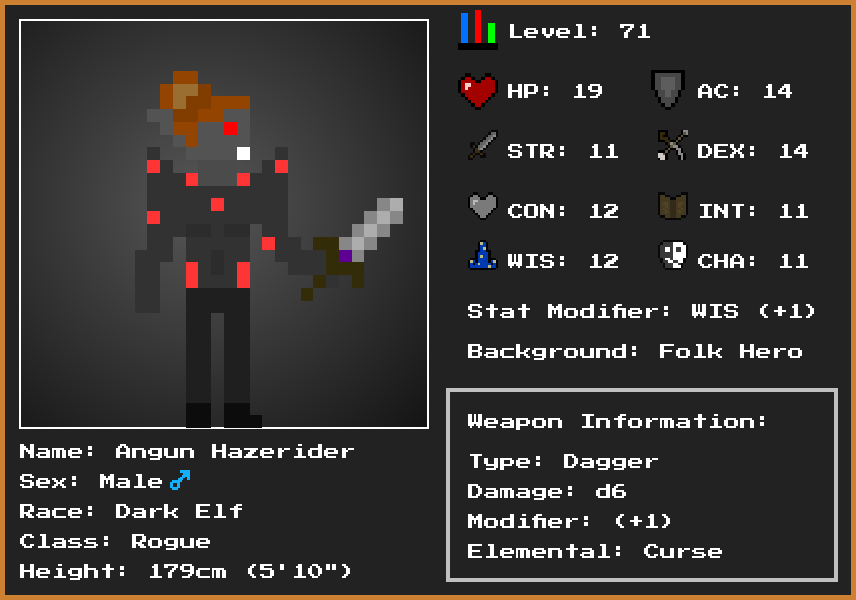 Level: 71
HP: 19
AC: 14
STR: 11
DEX: 14
CON: 12
INT: 11
WIS: 12
CHA: 11
Stat Modifier: WIS (+1)
Background: Folk Hero
Name: Angun Hazerider
Sex: Male♂
Race: Dark Elf
Class: Rogue
Height: 179cm (5'10")
Weapon Information:
Type: Dagger
Damage: d6
Modifier: (+1)
Elemental: Curse